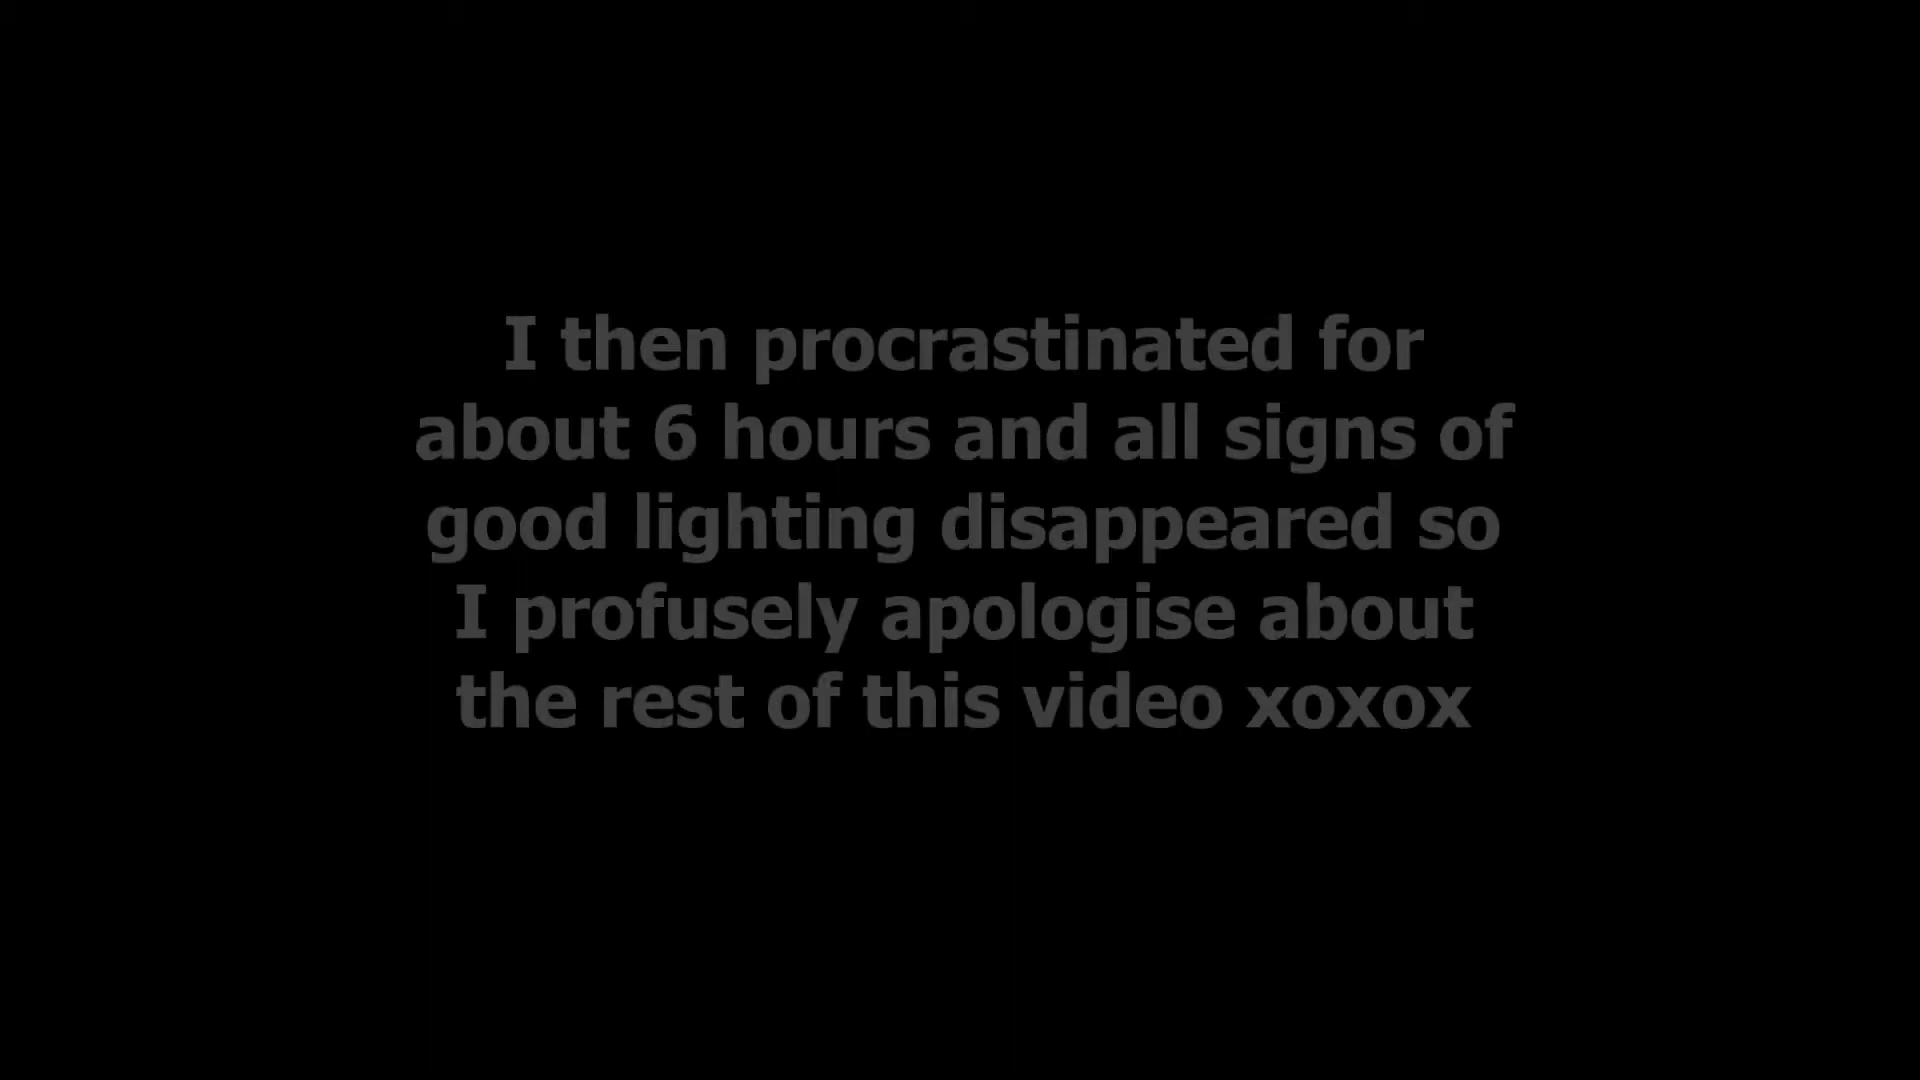 I then procrastinated for
about 6 hours and all signs of
good lighting disappeared so
I profusely apologise about
the rest of this video xoxox